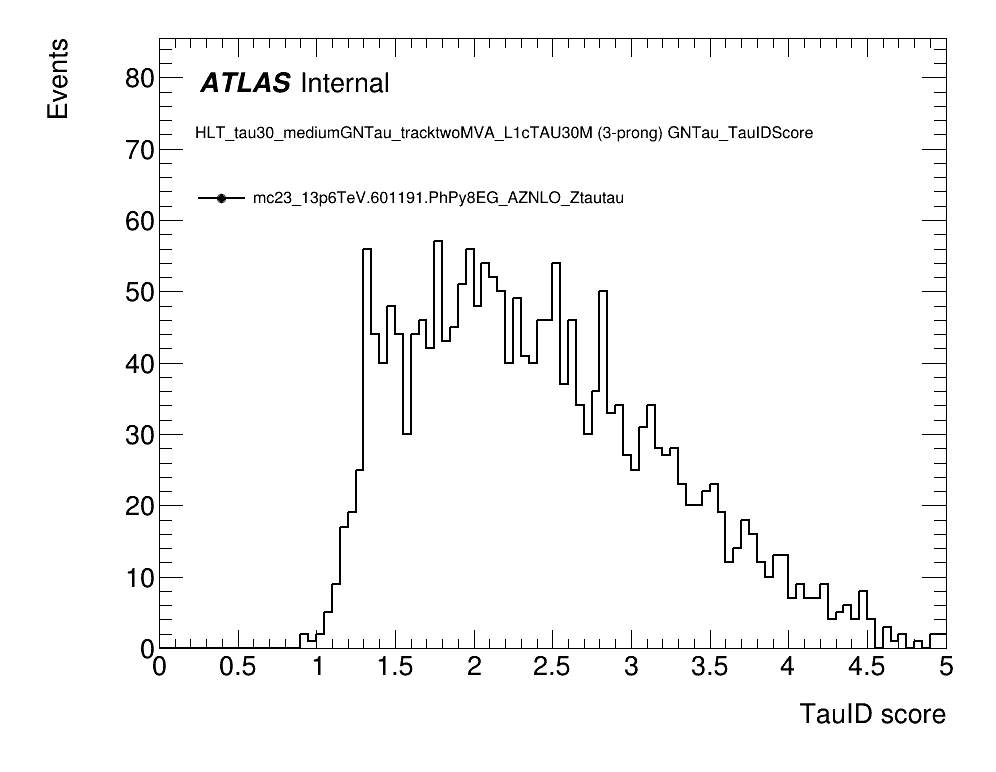 Events
80
ATLAS Internal
HLT_tau30_mediumGNTau_tracktwoMVA_L1cTAU30M (3-prong) GNTau_TauIDScore
70
mc23_13p6TeV.601191.PhPy8EG_AZNLO_Ztautau
60
50
40
30
20
10
0
0 0.5 1 1.5 2 2.5 3 3.5 4 4.5 5
TauID score